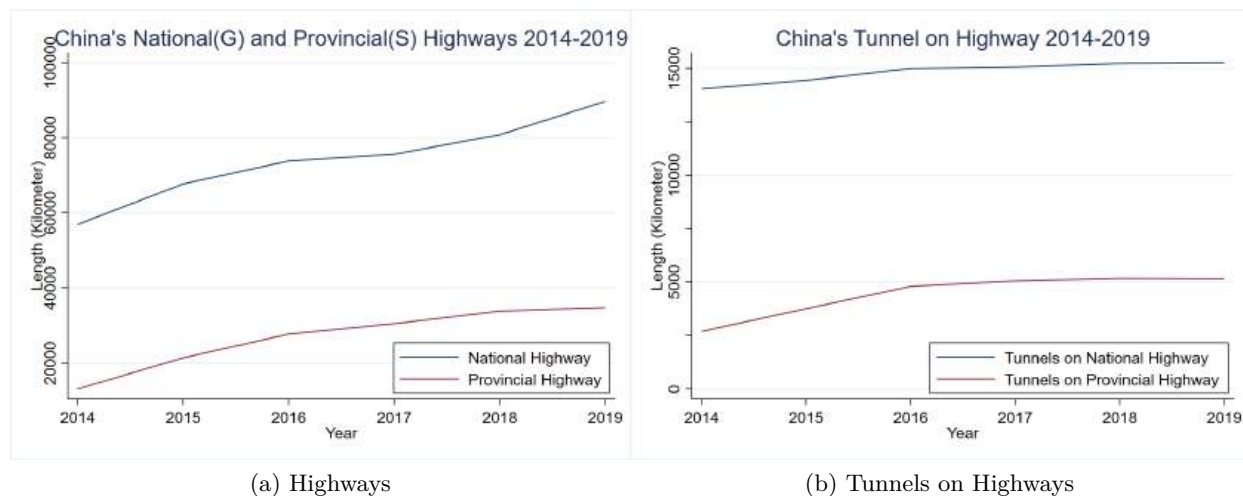 China's National(G) and Provincial(S) Highways 2014-2019
Length (Kilometer)
100000
80000
60000
40000
20000
National Highway
Provincial Highway
2014 2015 2016 2017 2018 2019
Year
(a) Highways
China's Tunnel on Highway 2014-2019
Length (Kilometer)
15000
10000
5000
0
Tunnels on National Highway
Tunnels on Provincial Highway
2014 2015 2016 2017 2018 2019
Year
(b) Tunnels on Highways